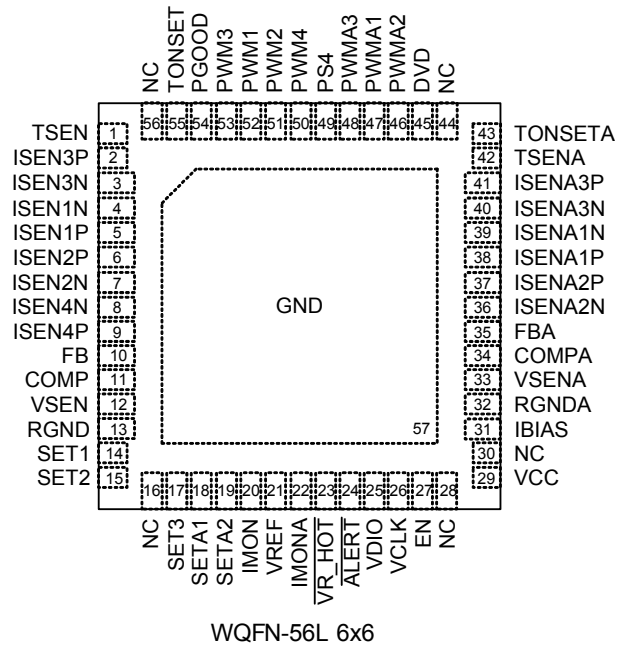 NC
TONSET
PGOOD
PWM3
PWM1
PWM2
PWM4
PS4
PWMA3
PWMA1
PWMA2
DVD
NC
56 55 54 53 52 51 50 49 48 47 46 45 44
TSEN 1
ISEN3P 2
ISEN3N 3
ISEN1N 4
ISEN1P 5
ISEN2P 6
ISEN2N 7
ISEN4N 8
ISEN4P 9
FB 10
COMP 11
VSEN 12
RGND 13
SET1 14
SET2 15
GND
57
43 TONSETA
42 TSENA
41 ISENA3P
40 ISENA3N
39 ISENA1N
38 ISENA1P
37 ISENA2P
36 ISENA2N
35 FBA
34 COMPA
33 VSENA
32 RGNDA
31 IBIAS
30 NC
29 VCC
16 17 18 19 20 21 22 23 24 25 26 27 28
NC
SET3
SETA1
SETA2
IMON
VREF
IMONA
VR_HOT
ALERT
VDIO
VCLK
EN
NC
WQFN-56L 6x6